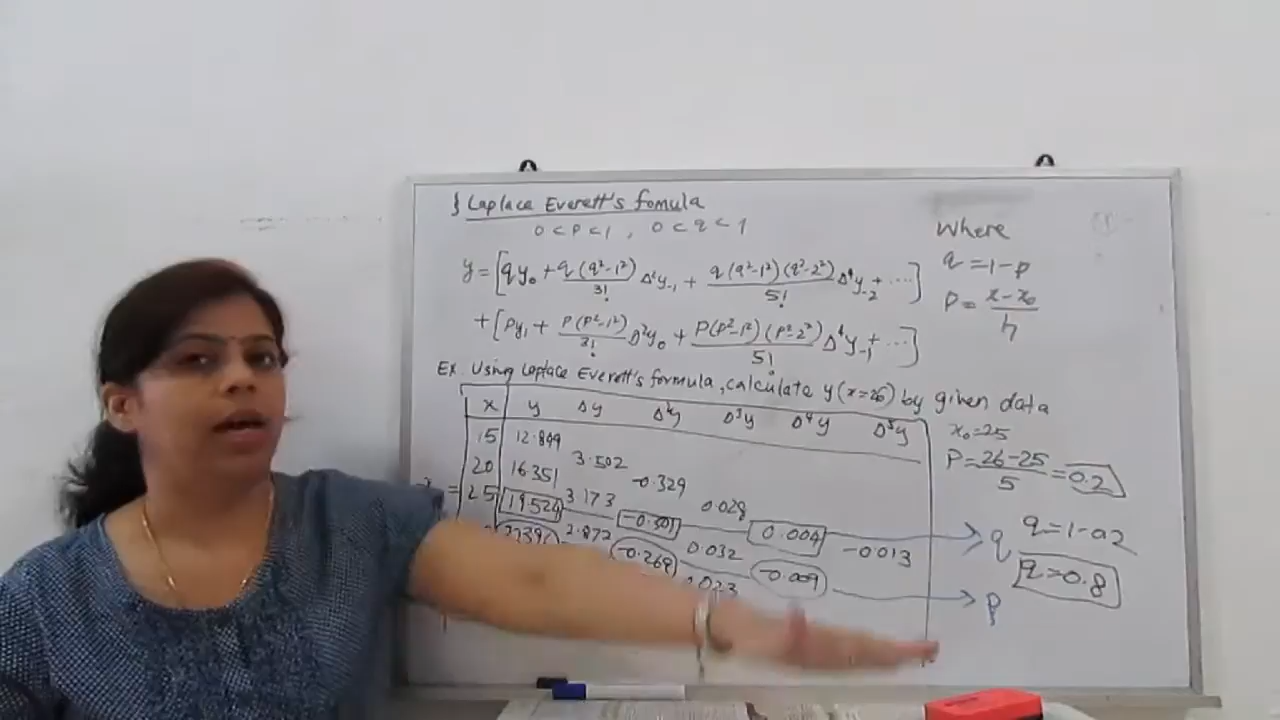 § Laplace Everett's fomula
0 < P < 1 , 0 < q < 1
y = [qy₀ + q(q²-1²)/3! Δ²y₋₁ + q(q²-1²)(q²-2²)/5! Δ⁴y₋₂ + ....]
+ [Py₁ + P(P²-1²)/3! Δ²y₀ + P(P²-1²)(P²-2²)/5! Δ⁴y₋₁ + ...]
Where
q = 1-P
P = x-x₀/h
Ex. Using Laplace Everett's formula, calculate y(x=26) by given data
x y Δy Δ²y Δ³y Δ⁴y Δ⁵y
15 12.849
3.502
20 16.351 -0.329
3.173 0.028
= 25 19.524 -0.301 0.004
2.872 0.032 -0.013
-0.269 -0.009
0.023
x₀=25
P = 26-25/5 = 0.2
q = 1-0.2
q = 0.8
q
P